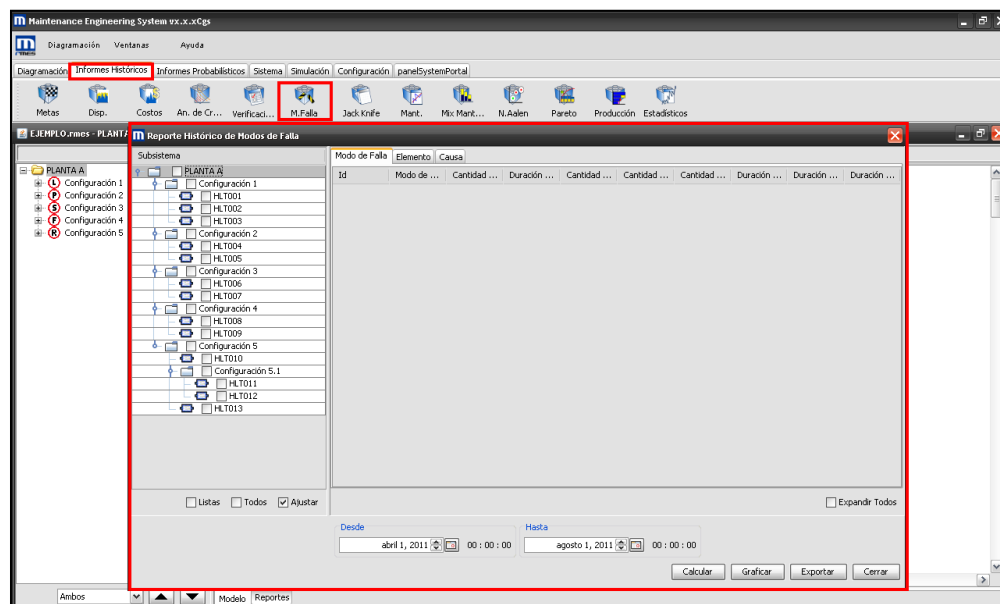 Maintenance Engineering System vx.x.xCgs
rmes Diagramación Ventanas Ayuda
Diagramación Informes Históricos Informes Probabilísticos Sistema Simulación Configuración panelSystemPortal
Metas Disp. Costos An. de Cr... Verificaci... M.Falla Jack Knife Mant. Mix Mant... N.Aalen Pareto Producción Estadísticos
EJEMPLO.rmes - PLANTA
Reporte Histórico de Modos de Falla
Subsistema
Modo de Falla Elemento Causa
Id Modo de ... Cantidad ... Duración ... Cantidad ... Cantidad ... Cantidad ... Duración ... Duración ... Duración ...
PLANTA A
L Configuración 1
P Configuración 2
S Configuración 3
F Configuración 4
R Configuración 5
PLANTA A
Configuración 1
HLT001
HLT002
HLT003
Configuración 2
HLT004
HLT005
Configuración 3
HLT006
HLT007
Configuración 4
HLT008
HLT009
Configuración 5
HLT010
Configuración 5.1
HLT011
HLT012
HLT013
Listas Todos Ajustar
Expandir Todos
Desde Hasta
abril 1, 2011 00 : 00 : 00 agosto 1, 2011 00 : 00 : 00
Calcular Graficar Exportar Cerrar
Ambos Modelo Reportes